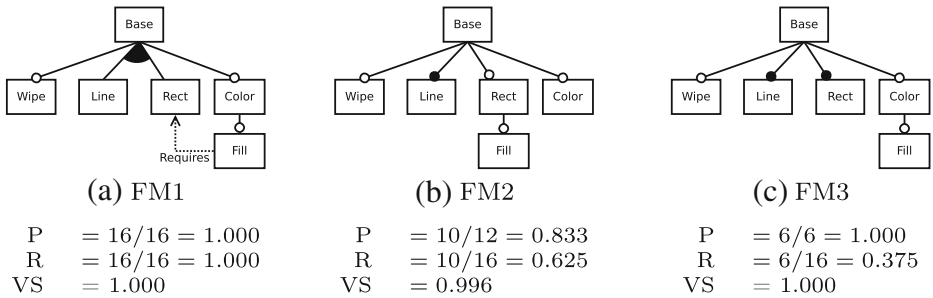 Base
Wipe Line Rect Color
Requires Fill
(a) FM1
P = 16/16 = 1.000
R = 16/16 = 1.000
VS = 1.000
Base
Wipe Line Rect Color
Fill
(b) FM2
P = 10/12 = 0.833
R = 10/16 = 0.625
VS = 0.996
Base
Wipe Line Rect Color
Fill
(c) FM3
P = 6/6 = 1.000
R = 6/16 = 0.375
VS = 1.000